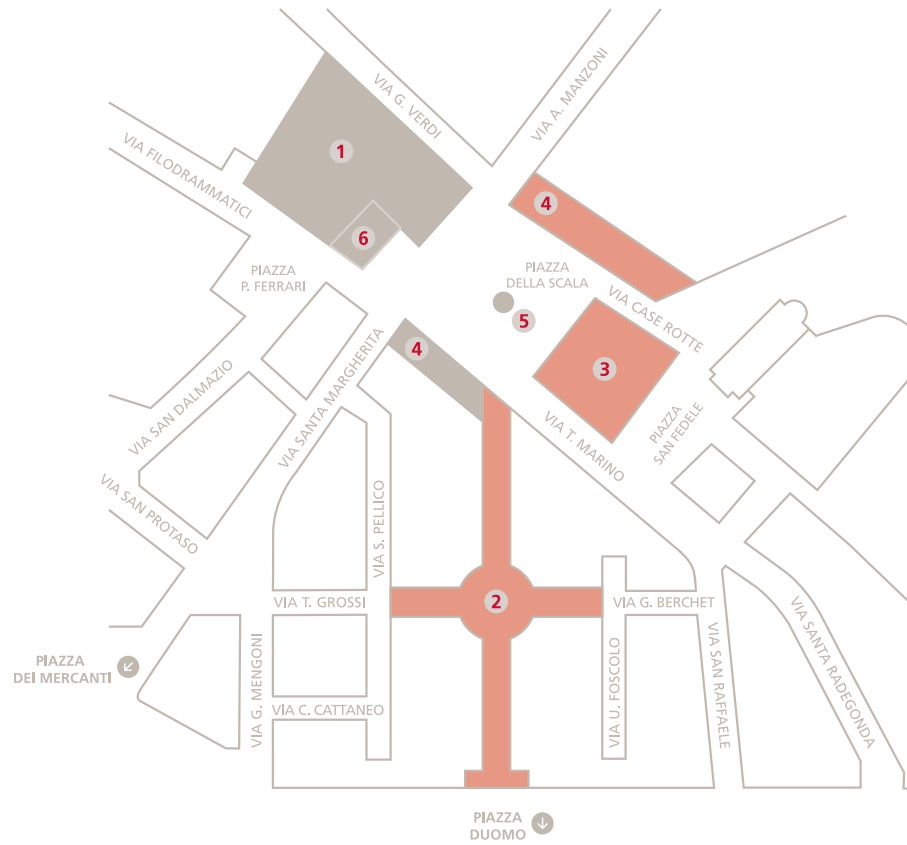 VIA G. VERDI
VIA A. MANZONI
VIA FILODRAMMATICI
1
4
6
PIAZZA
P. FERRARI
PIAZZA
DELLA SCALA
5
VIA CASE ROTTE
4
3
VIA SANTA MARGHERITA
VIA SAN DALMAZIO
VIA T. MARINO
PIAZZA
SAN FEDELE
VIA SAN PROTASO
VIA S. PELLICO
VIA T. GROSSI
2
VIA G. BERCHET
PIAZZA
DEI MERCANTI
VIA G. MENGONI
VIA C. CATTANEO
VIA U. FOSCOLO
VIA SAN RAFFAELE
VIA SANTA RADEGONDA
PIAZZA
DUOMO